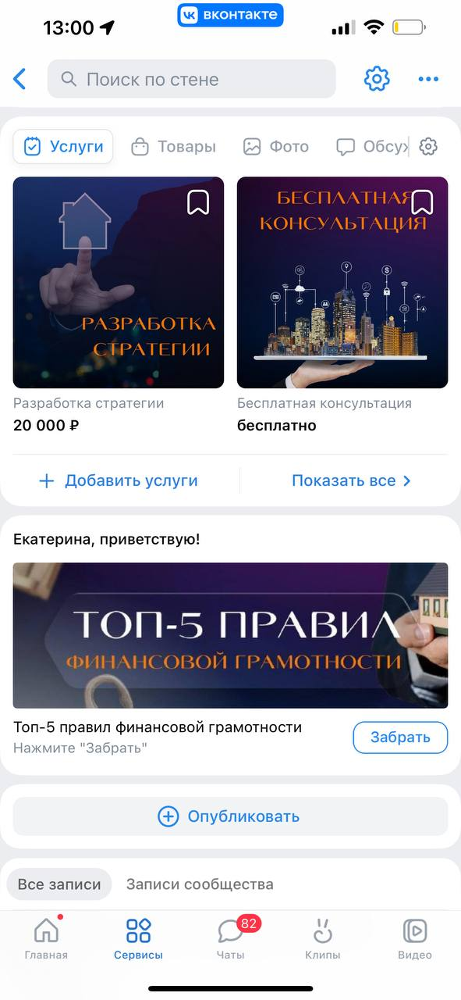 13:00
вконтакте
Поиск по стене
Услуги
Товары
Фото
Обсу
РАЗРАБОТКА
СТРАТЕГИИ
БЕСПЛАТНАЯ
КОНСУЛЬТАЦИЯ
Разработка стратегии
20 000 ₽
Бесплатная консультация
бесплатно
Добавить услуги
Показать все
Екатерина, приветствую!
ТОП-5 ПРАВИЛ
ФИНАНСОВОЙ ГРАМОТНОСТИ
Топ-5 правил финансовой грамотности
Нажмите "Забрать"
Забрать
Опубликовать
Все записи
Записи сообщества
82
Главная
Сервисы
Чаты
Клипы
Видео